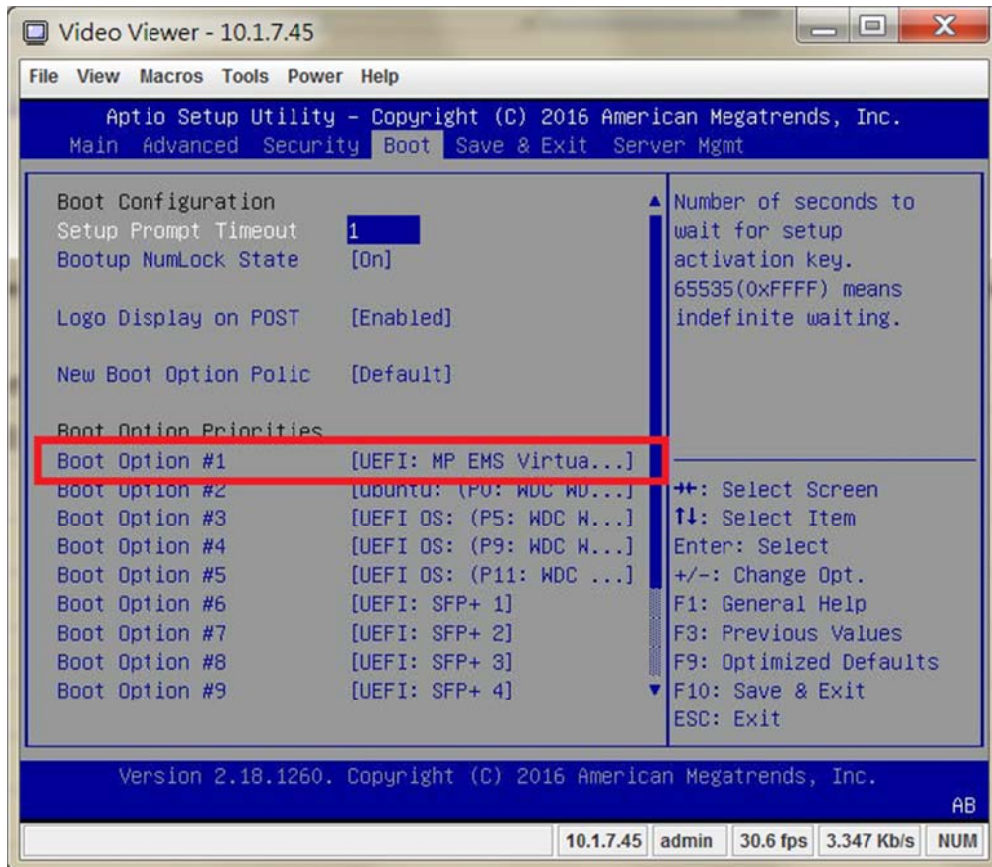 Video Viewer - 10.1.7.45
File View Macros Tools Power Help
Aptio Setup Utility – Copyright (C) 2016 American Megatrends, Inc.
Main Advanced Security Boot Save & Exit Server Mgmt
Boot Configuration
Setup Prompt Timeout 1
Bootup NumLock State [On]
Logo Display on POST [Enabled]
New Boot Option Polic [Default]
Boot Option Priorities
Boot Option #1 [UEFI: MP EMS Virtua...]
Boot Option #2 [ubuntu: (P0: WDC WD...]
Boot Option #3 [UEFI OS: (P5: WDC W...]
Boot Option #4 [UEFI OS: (P9: WDC W...]
Boot Option #5 [UEFI OS: (P11: WDC ...]
Boot Option #6 [UEFI: SFP+ 1]
Boot Option #7 [UEFI: SFP+ 2]
Boot Option #8 [UEFI: SFP+ 3]
Boot Option #9 [UEFI: SFP+ 4]
Number of seconds to
wait for setup
activation key.
65535(0xFFFF) means
indefinite waiting.
→←: Select Screen
↑↓: Select Item
Enter: Select
+/-: Change Opt.
F1: General Help
F3: Previous Values
F9: Optimized Defaults
F10: Save & Exit
ESC: Exit
Version 2.18.1260. Copyright (C) 2016 American Megatrends, Inc.
AB
10.1.7.45 admin 30.6 fps 3.347 Kb/s NUM